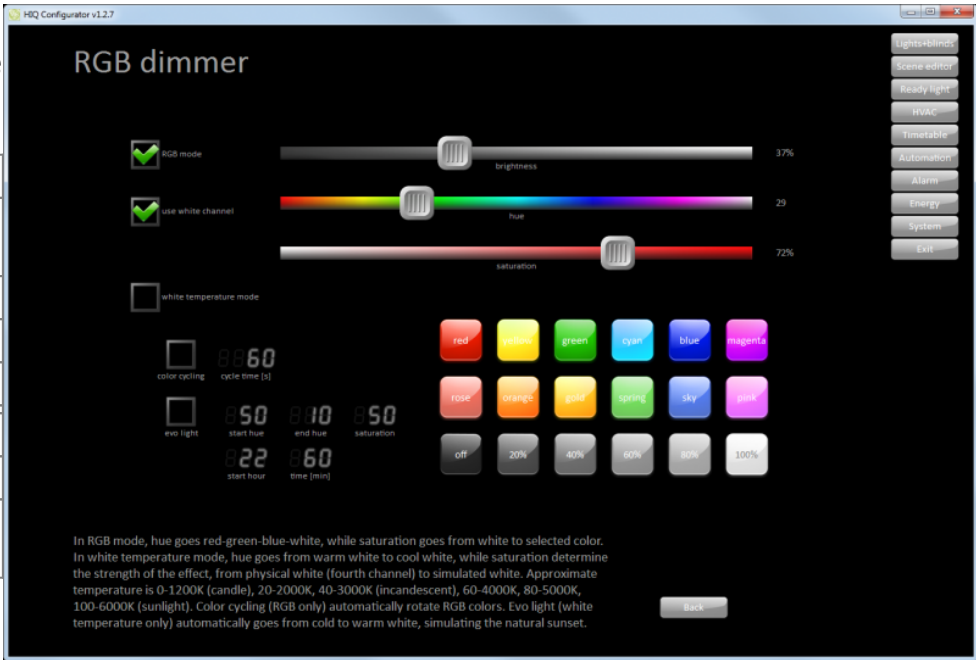 HIQ Configurator v1.2.7
RGB dimmer
Lights+blinds
Scene editor
Ready light
HVAC
Timetable
Automation
Alarm
Energy
System
Exit
RGB mode
brightness
37%
use white channel
hue
29
saturation
72%
white temperature mode
color cycling
60
cycle time [s]
evo light
50
start hue
10
end hue
50
saturation
22
start hour
60
time [min]
red
yellow
green
cyan
blue
magenta
rose
orange
gold
spring
sky
pink
off
20%
40%
60%
80%
100%
In RGB mode, hue goes red-green-blue-white, while saturation goes from white to selected color.
In white temperature mode, hue goes from warm white to cool white, while saturation determine
the strength of the effect, from physical white (fourth channel) to simulated white. Approximate
temperature is 0-1200K (candle), 20-2000K, 40-3000K (incandescent), 60-4000K, 80-5000K,
100-6000K (sunlight). Color cycling (RGB only) automatically rotate RGB colors. Evo light (white
temperature only) automatically goes from cold to warm white, simulating the natural sunset.
Back